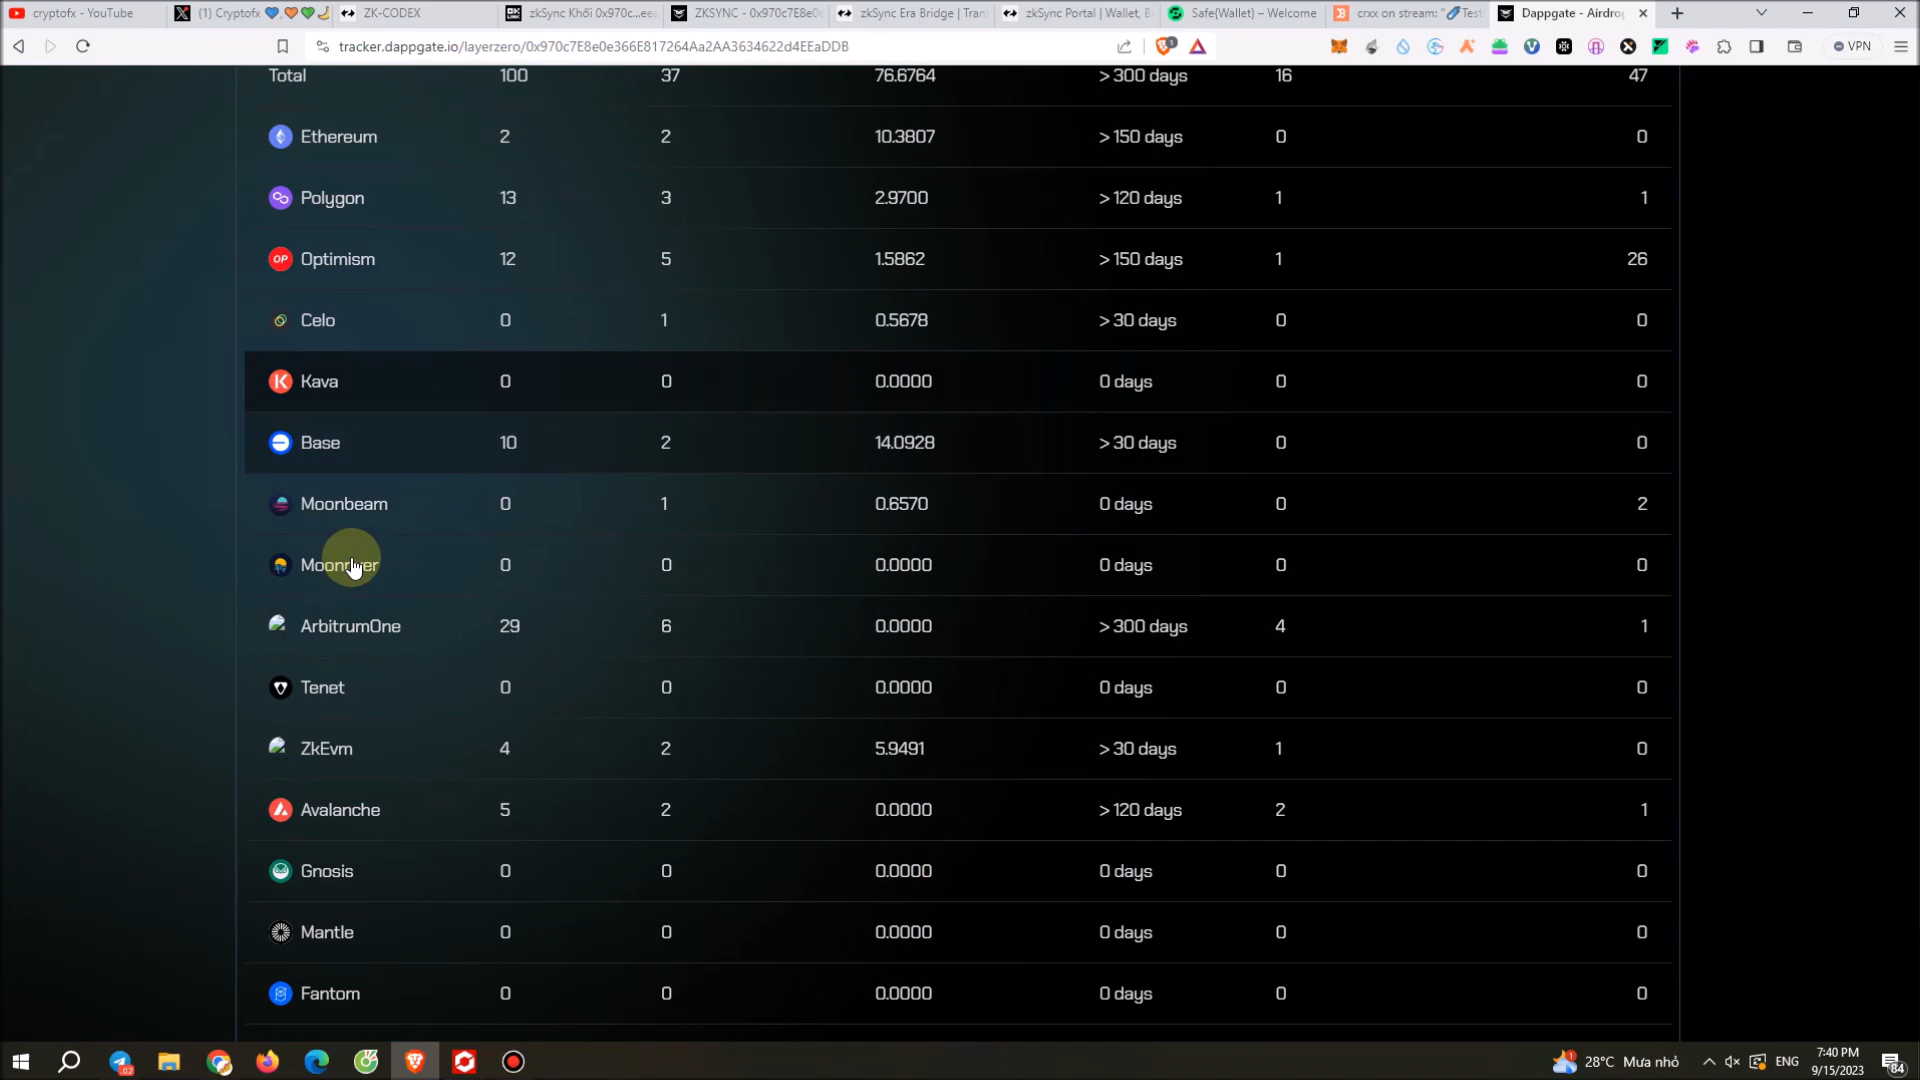 cryptofx - YouTube
(1) Cryptofx 💙,🧡💚🤳
ZK-CODEX
zkSync Khối 0x970c...ee
ZKSYNC - 0x970c7E8e0e
zkSync Era Bridge | Tran
zkSync Portal | Wallet, B
Safe{Wallet} – Welcome
crxx on stream: "🔗Test
Dappgate - Airdrop
tracker.dappgate.io/layerzero/0x970c7E8e0e366E817264Aa2AA3634622d4EEaDDB
1
VPN
Total 100 37 76.6764 > 300 days 16 47
Ethereum 2 2 10.3807 > 150 days 0 0
Polygon 13 3 2.9700 > 120 days 1 1
OP Optimism 12 5 1.5862 > 150 days 1 26
Celo 0 1 0.5678 > 30 days 0 0
Kava 0 0 0.0000 0 days 0 0
Base 10 2 14.0928 > 30 days 0 0
Moonbeam 0 1 0.6570 0 days 0 2
Moonriver 0 0 0.0000 0 days 0 0
ArbitrumOne 29 6 0.0000 > 300 days 4 1
Tenet 0 0 0.0000 0 days 0 0
ZkEvm 4 2 5.9491 > 30 days 1 0
Avalanche 5 2 0.0000 > 120 days 2 1
Gnosis 0 0 0.0000 0 days 0 0
Mantle 0 0 0.0000 0 days 0 0
Fantom 0 0 0.0000 0 days 0 0
28°C Mưa nhỏ
ENG
7:40 PM
9/15/2023
84